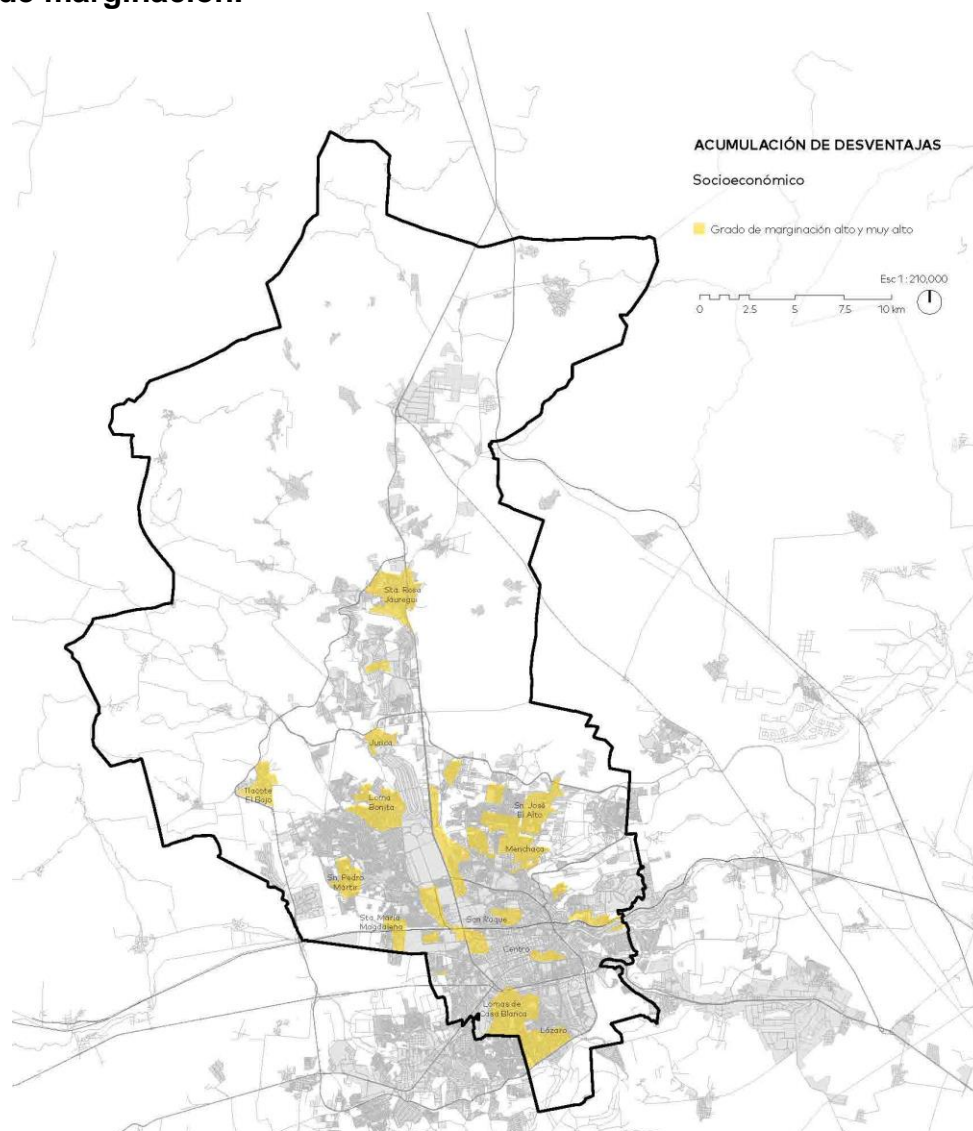 de marginación.
ACUMULACIÓN DE DESVENTAJAS
Socioeconómico
Grado de marginación alto y muy alto
Esc 1 : 210,000
0 2.5 5 7.5 10 km
Sta. Rosa
Jáuregui
Jurica
Tlacote
El Bajo
Loma
Bonita
Sn. José
El Alto
Menchaca
Sn. Pedro
Mártir
Sta. María
Magdalena
San Roque
Centro
Lomas de
Casa Blanca
Lázaro